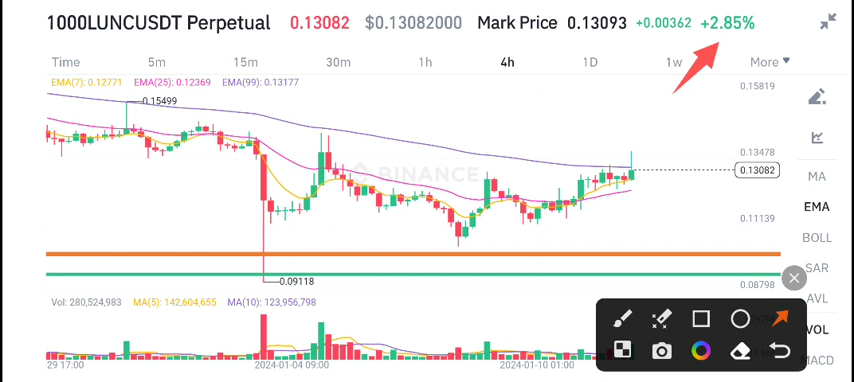 1000LUNCUSDT Perpetual 0.13082 $0.13082000 Mark Price 0.13093 +0.00362 +2.85%
Time 5m 15m 30m 1h 4h 1D 1w More
EMA(7): 0.12771 EMA(25): 0.12369 EMA(99): 0.13177
0.15819
0.15499
0.13478
BINANCE
0.13082
MA
EMA
0.11139
BOLL
SAR
0.09118
0.08798
AVL
Vol: 280,524,983 MA(5): 142,604,655 MA(10): 123,956,798
VOL
MACD
29 17:00 2024-01-04 09:00 2024-01-10 01:00